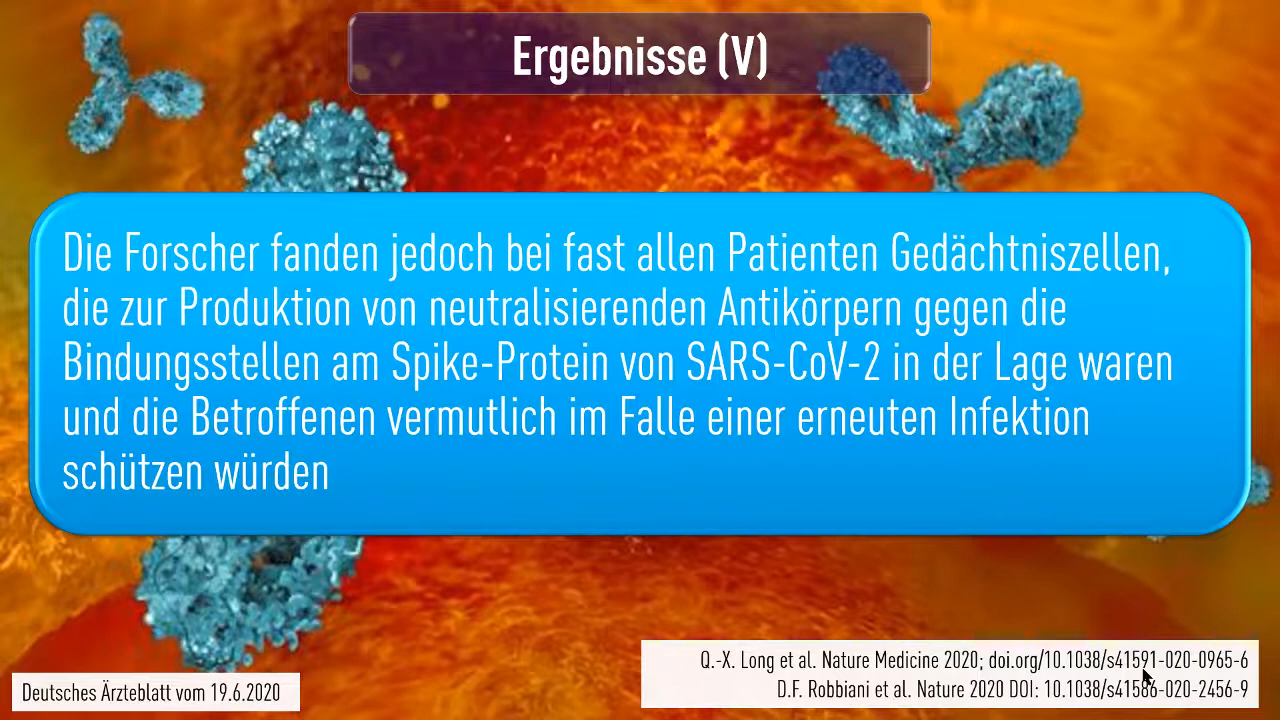 Ergebnisse (V)
Die Forscher fanden jedoch bei fast allen Patienten Gedächtniszellen,
die zur Produktion von neutralisierenden Antikörpern gegen die
Bindungsstellen am Spike-Protein von SARS-CoV-2 in der Lage waren
und die Betroffenen vermutlich im Falle einer erneuten Infektion
schützen würden
Deutsches Ärzteblatt vom 19.6.2020
Q.-X. Long et al. Nature Medicine 2020; doi.org/10.1038/s41591-020-0965-6
D.F. Robbiani et al. Nature 2020 DOI: 10.1038/s41586-020-2456-9